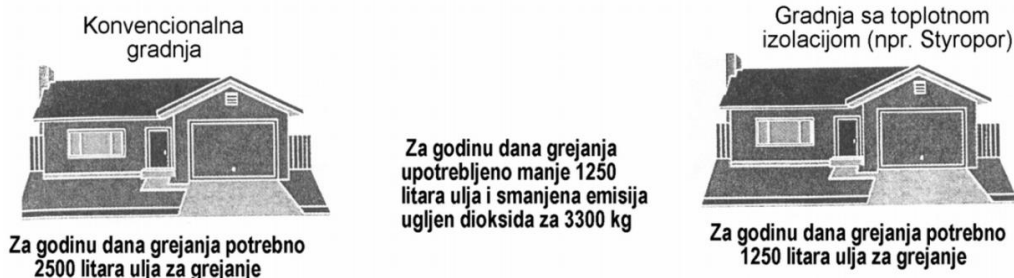 Konvencionalna
gradnja
Za godinu dana grejanja potrebno
2500 litara ulja za grejanje
Za godinu dana grejanja
upotrebljeno manje 1250
litara ulja i smanjena emisija
ugljen dioksida za 3300 kg
Gradnja sa toplotnom
izolacijom (npr. Styropor)
Za godinu dana grejanja potrebno
1250 litara ulja za grejanje